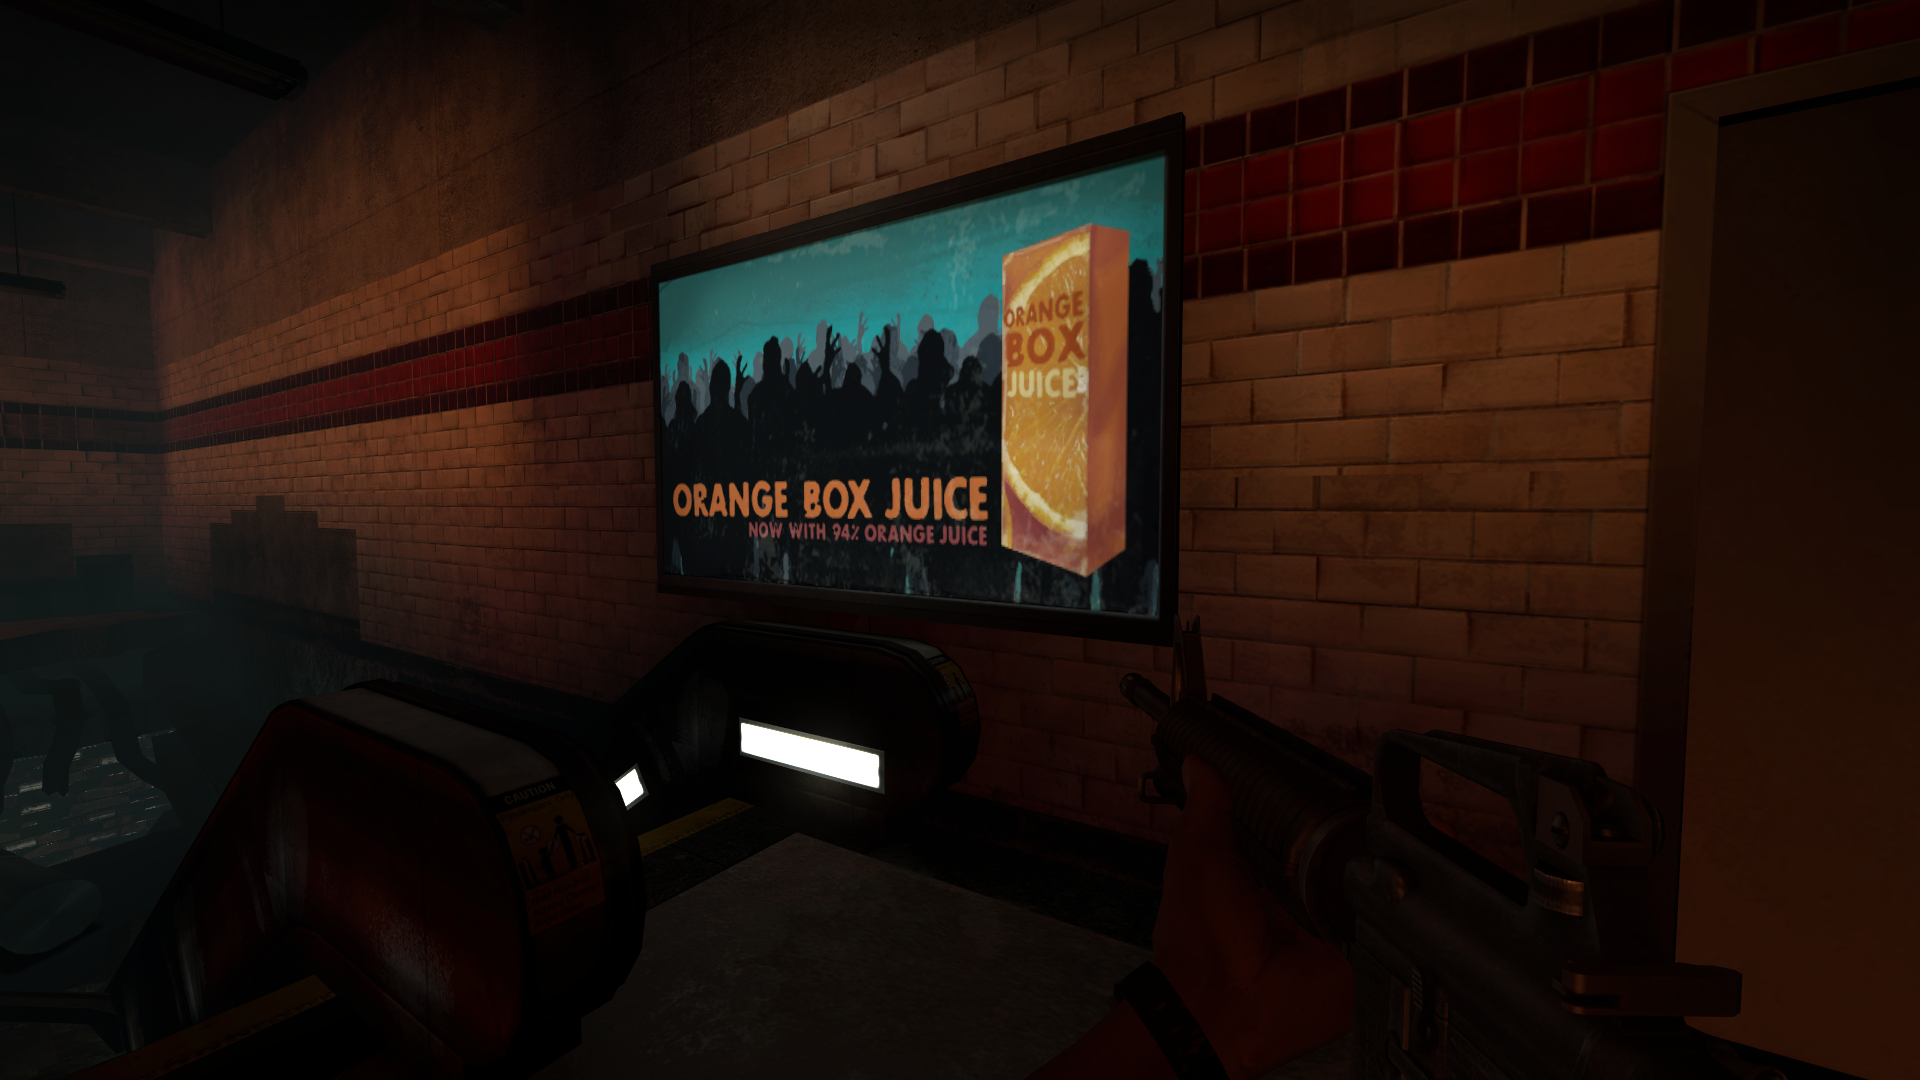 ORANGE
BOX
JUICE
ORANGE BOX JUICE
NOW WITH 94% ORANGE JUICE
CAUTION